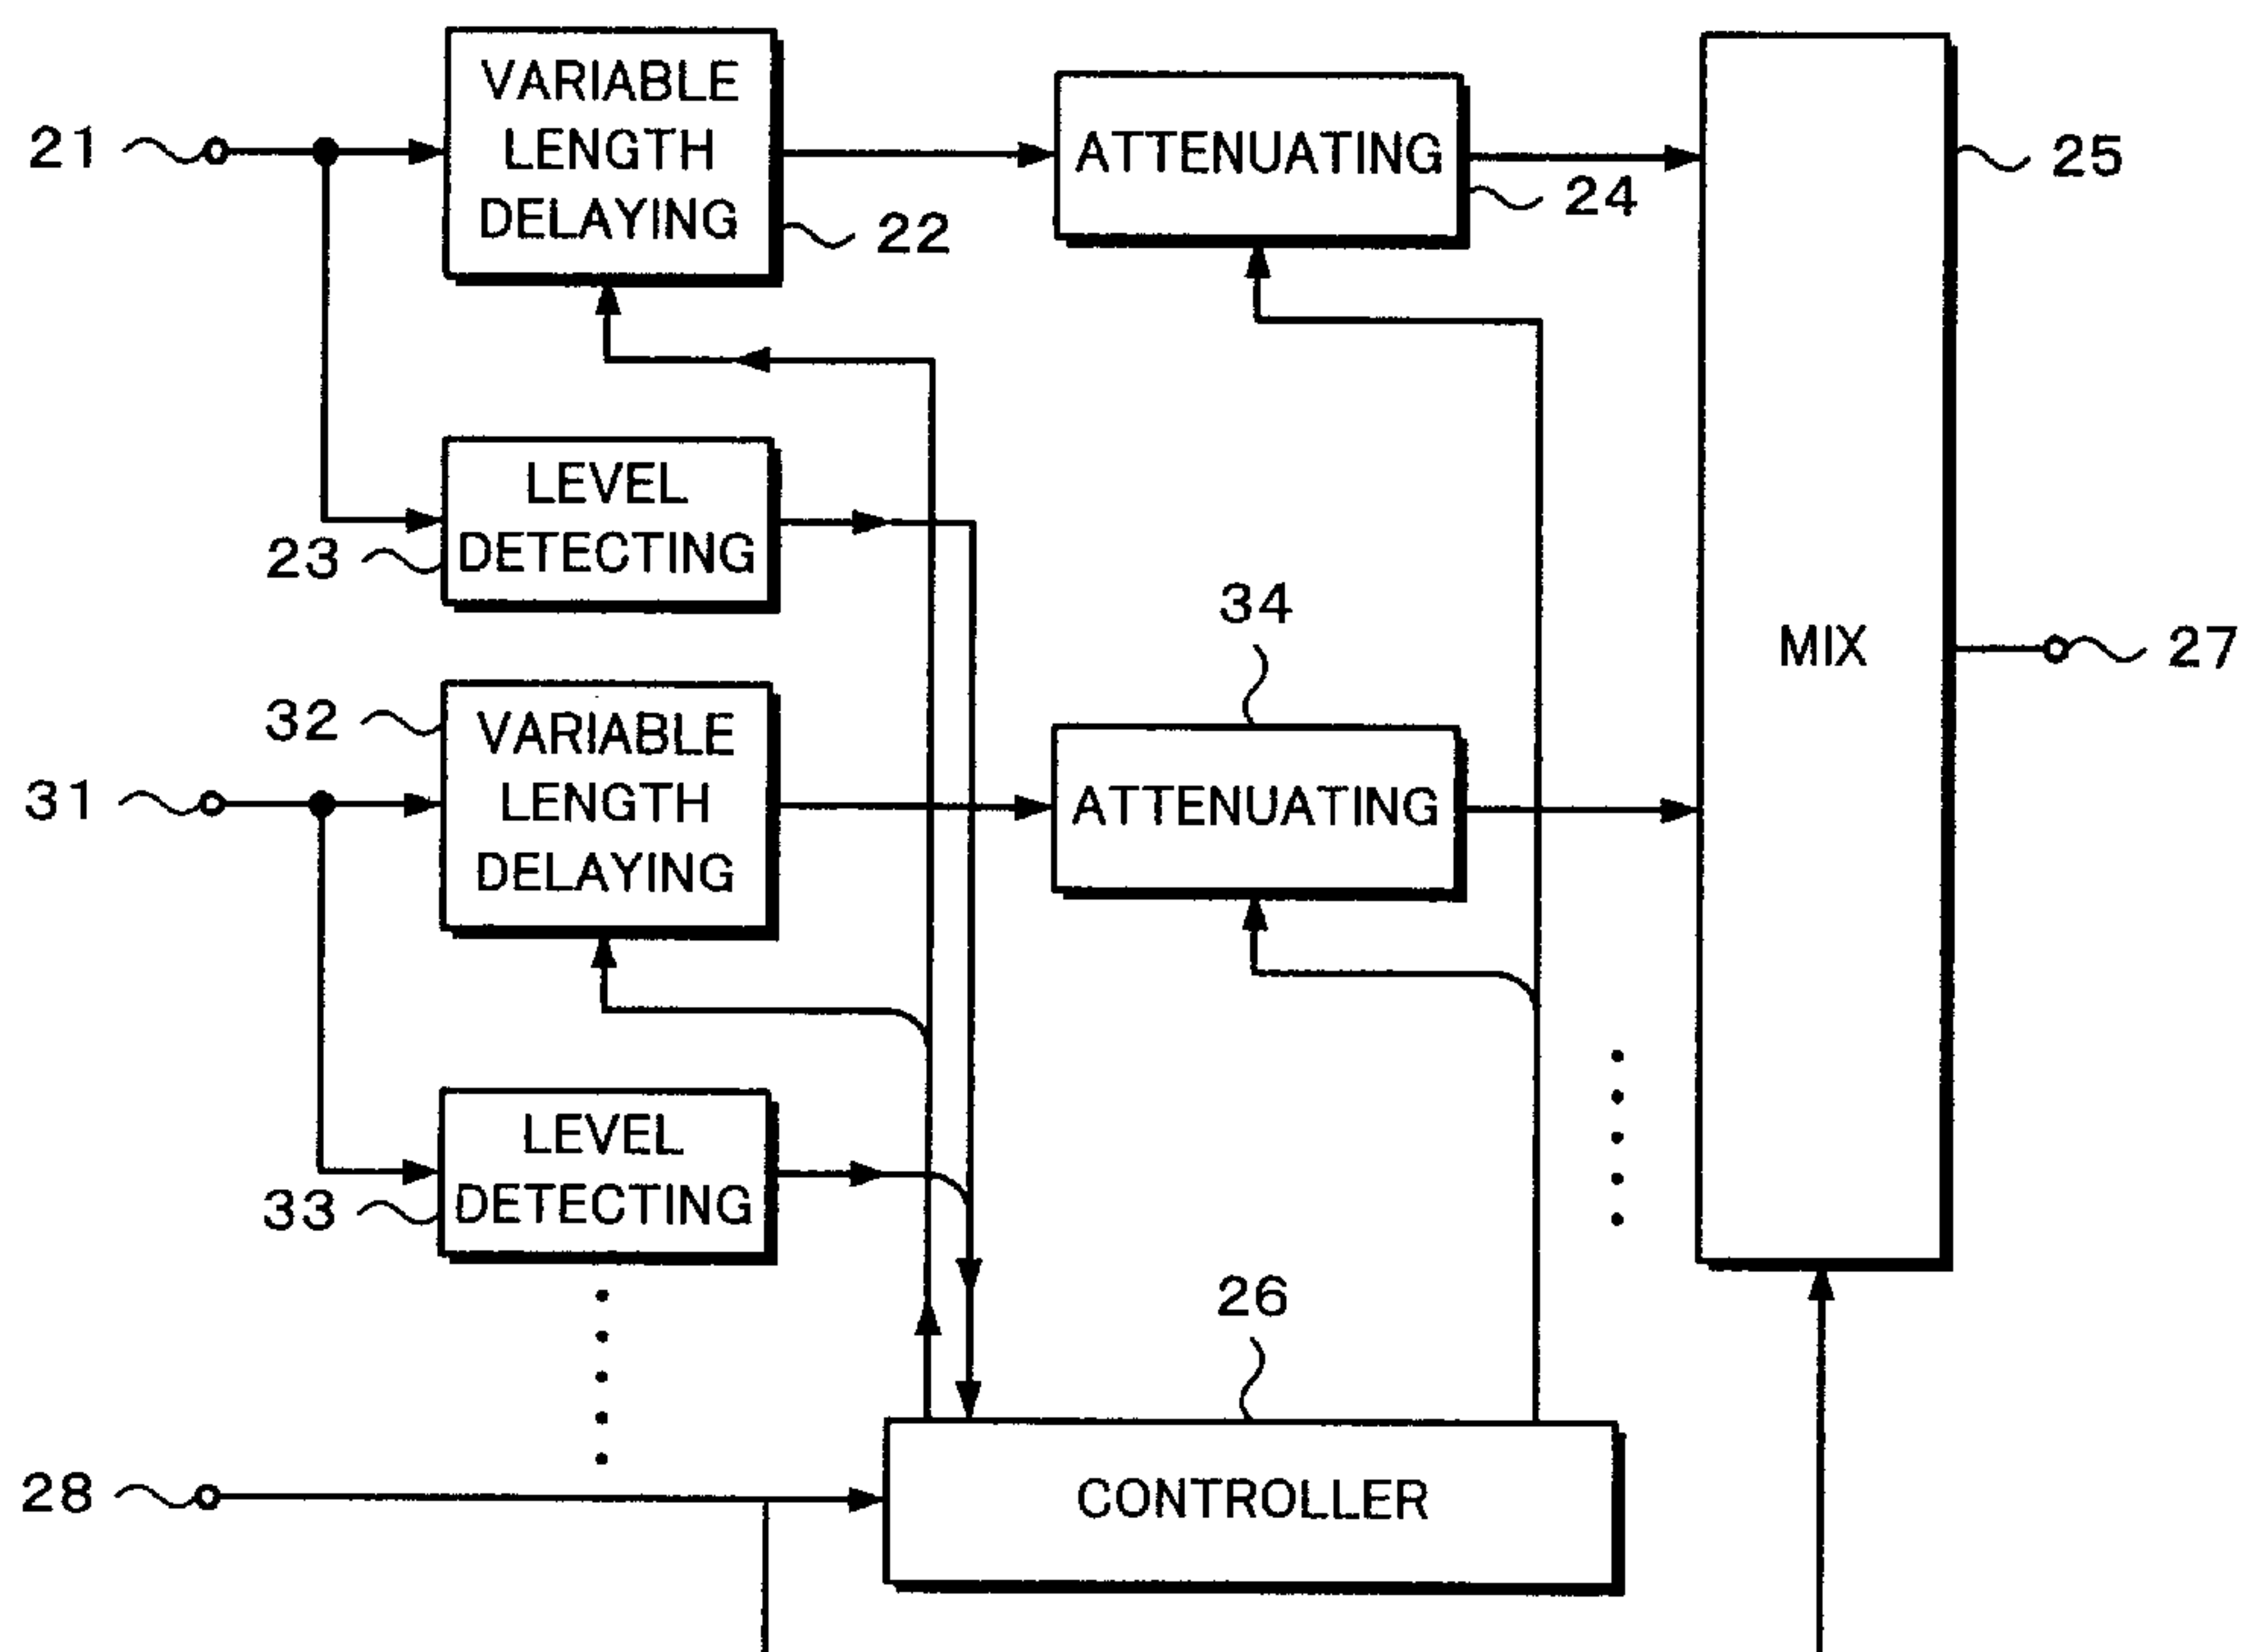 VARIABLE
LENGTH
DELAYING
21
22
ATTENUATING
24
25
LEVEL
DETECTING
23
34
MIX
27
32
VARIABLE
LENGTH
DELAYING
31
ATTENUATING
LEVEL
DETECTING
33
26
28
CONTROLLER